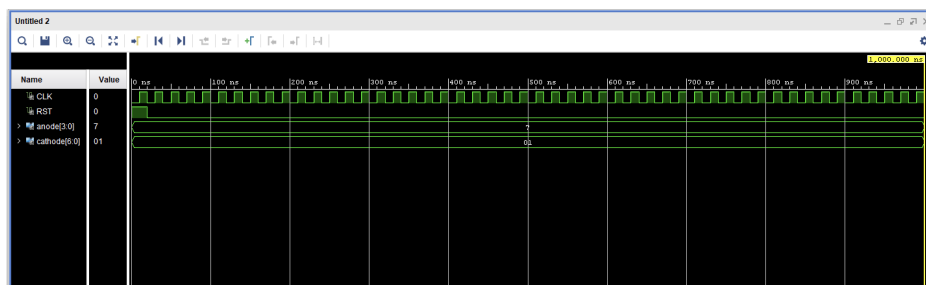 Untitled 2
1,000.000 ns
Name Value
0 ns 100 ns 200 ns 300 ns 400 ns 500 ns 600 ns 700 ns 800 ns 900 ns
CLK 0
RST 0
> anode[3:0] 7 7
> cathode[6:0] 01 01